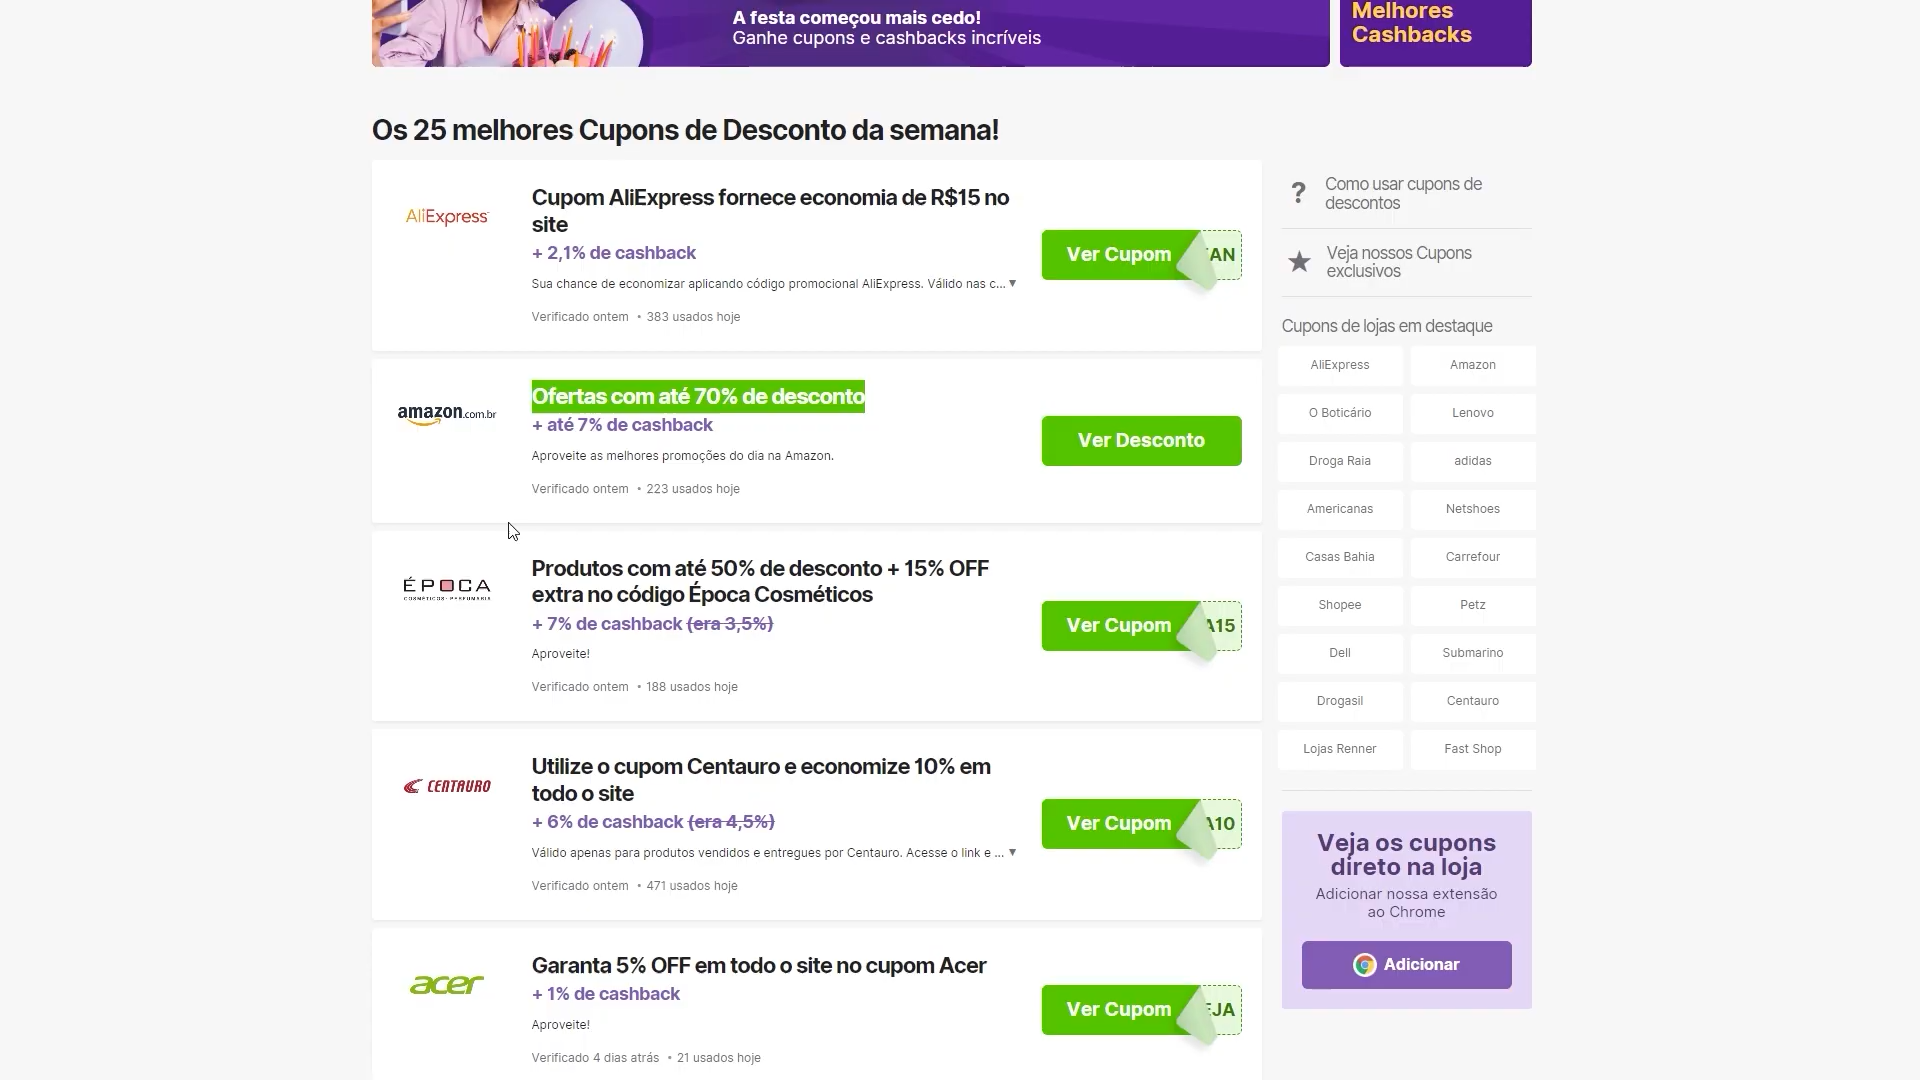 A festa começou mais cedo!
Ganhe cupons e cashbacks incríveis
Melhores
Cashbacks
Os 25 melhores Cupons de Desconto da semana!
AliExpress
Cupom AliExpress fornece economia de R$15 no
site
+ 2,1% de cashback
Sua chance de economizar aplicando código promocional AliExpress. Válido nas c... ▼
Verificado ontem • 383 usados hoje
Ver Cupom
AN
amazon.com.br
Ofertas com até 70% de desconto
+ até 7% de cashback
Aproveite as melhores promoções do dia na Amazon.
Verificado ontem • 223 usados hoje
Ver Desconto
ÉPOCA
COSMÉTICOS • PERFUMARIA
Produtos com até 50% de desconto + 15% OFF
extra no código Época Cosméticos
+ 7% de cashback (era 3,5%)
Aproveite!
Verificado ontem • 188 usados hoje
Ver Cupom
A15
CENTAURO
Utilize o cupom Centauro e economize 10% em
todo o site
+ 6% de cashback (era 4,5%)
Válido apenas para produtos vendidos e entregues por Centauro. Acesse o link e ... ▼
Verificado ontem • 471 usados hoje
Ver Cupom
A10
acer
Garanta 5% OFF em todo o site no cupom Acer
+ 1% de cashback
Aproveite!
Verificado 4 dias atrás • 21 usados hoje
Ver Cupom
EJA
? Como usar cupons de
descontos
Veja nossos Cupons
exclusivos
Cupons de lojas em destaque
AliExpress Amazon
O Boticário Lenovo
Droga Raia adidas
Americanas Netshoes
Casas Bahia Carrefour
Shopee Petz
Dell Submarino
Drogasil Centauro
Lojas Renner Fast Shop
Veja os cupons
direto na loja
Adicionar nossa extensão
ao Chrome
Adicionar